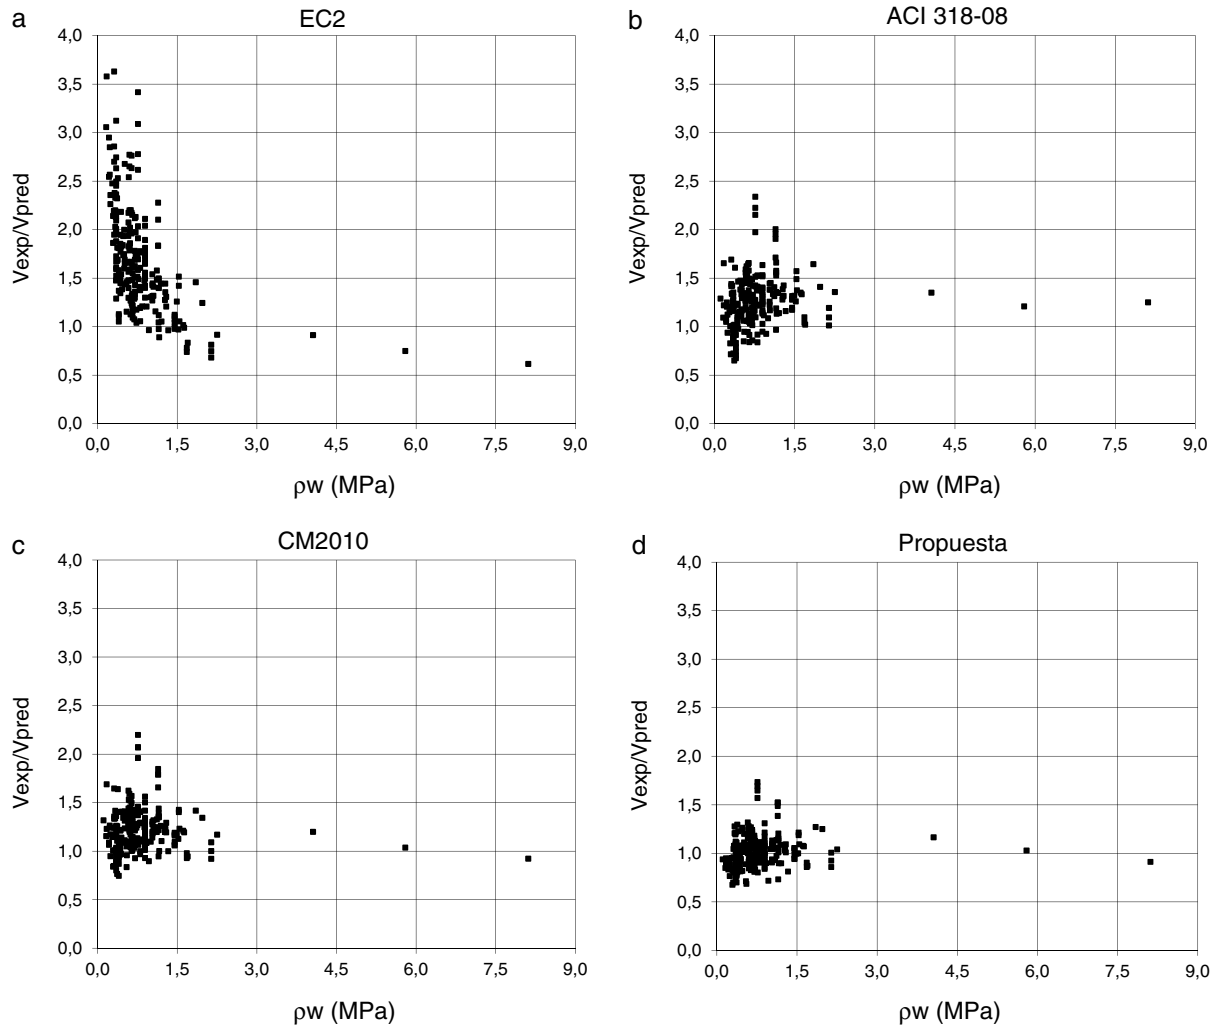 a
EC2
4,0
3,5
3,0
2,5
2,0
1,5
1,0
0,5
0,0
Vexp/Vpred
0,0 1,5 3,0 4,5 6,0 7,5 9,0
ρw (MPa)
b
ACI 318-08
4,0
3,5
3,0
2,5
2,0
1,5
1,0
0,5
0,0
Vexp/Vpred
0,0 1,5 3,0 4,5 6,0 7,5 9,0
ρw (MPa)
c
CM2010
4,0
3,5
3,0
2,5
2,0
1,5
1,0
0,5
0,0
Vexp/Vpred
0,0 1,5 3,0 4,5 6,0 7,5 9,0
ρw (MPa)
d
Propuesta
4,0
3,5
3,0
2,5
2,0
1,5
1,0
0,5
0,0
Vexp/Vpred
0,0 1,5 3,0 4,5 6,0 7,5 9,0
ρw (MPa)